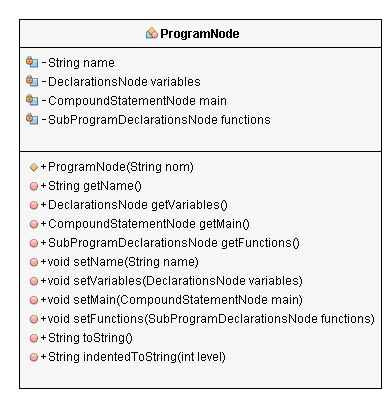 ProgramNode
-String name
-DeclarationsNode variables
-CompoundStatementNode main
-SubProgramDeclarationsNode functions
+ProgramNode(String nom)
+String getName()
+DeclarationsNode getVariables()
+CompoundStatementNode getMain()
+SubProgramDeclarationsNode getFunctions()
+void setName(String name)
+void setVariables(DeclarationsNode variables)
+void setMain(CompoundStatementNode main)
+void setFunctions(SubProgramDeclarationsNode functions)
+String toString()
+String indentedToString(int level)